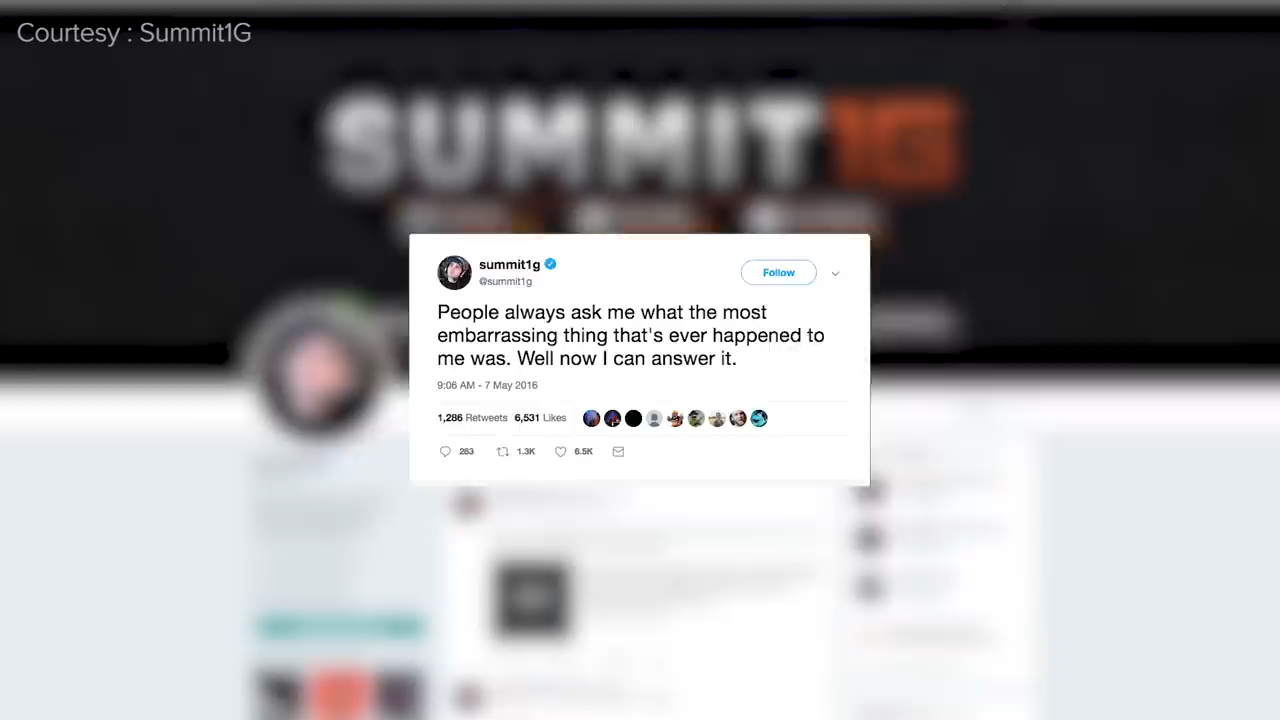 Courtesy : Summit1G
SUMMIT1G
summit1g
@summit1g
Follow
People always ask me what the most
embarrassing thing that's ever happened to
me was. Well now I can answer it.
9:06 AM - 7 May 2016
1,286 Retweets 6,531 Likes
283 1.3K 6.5K